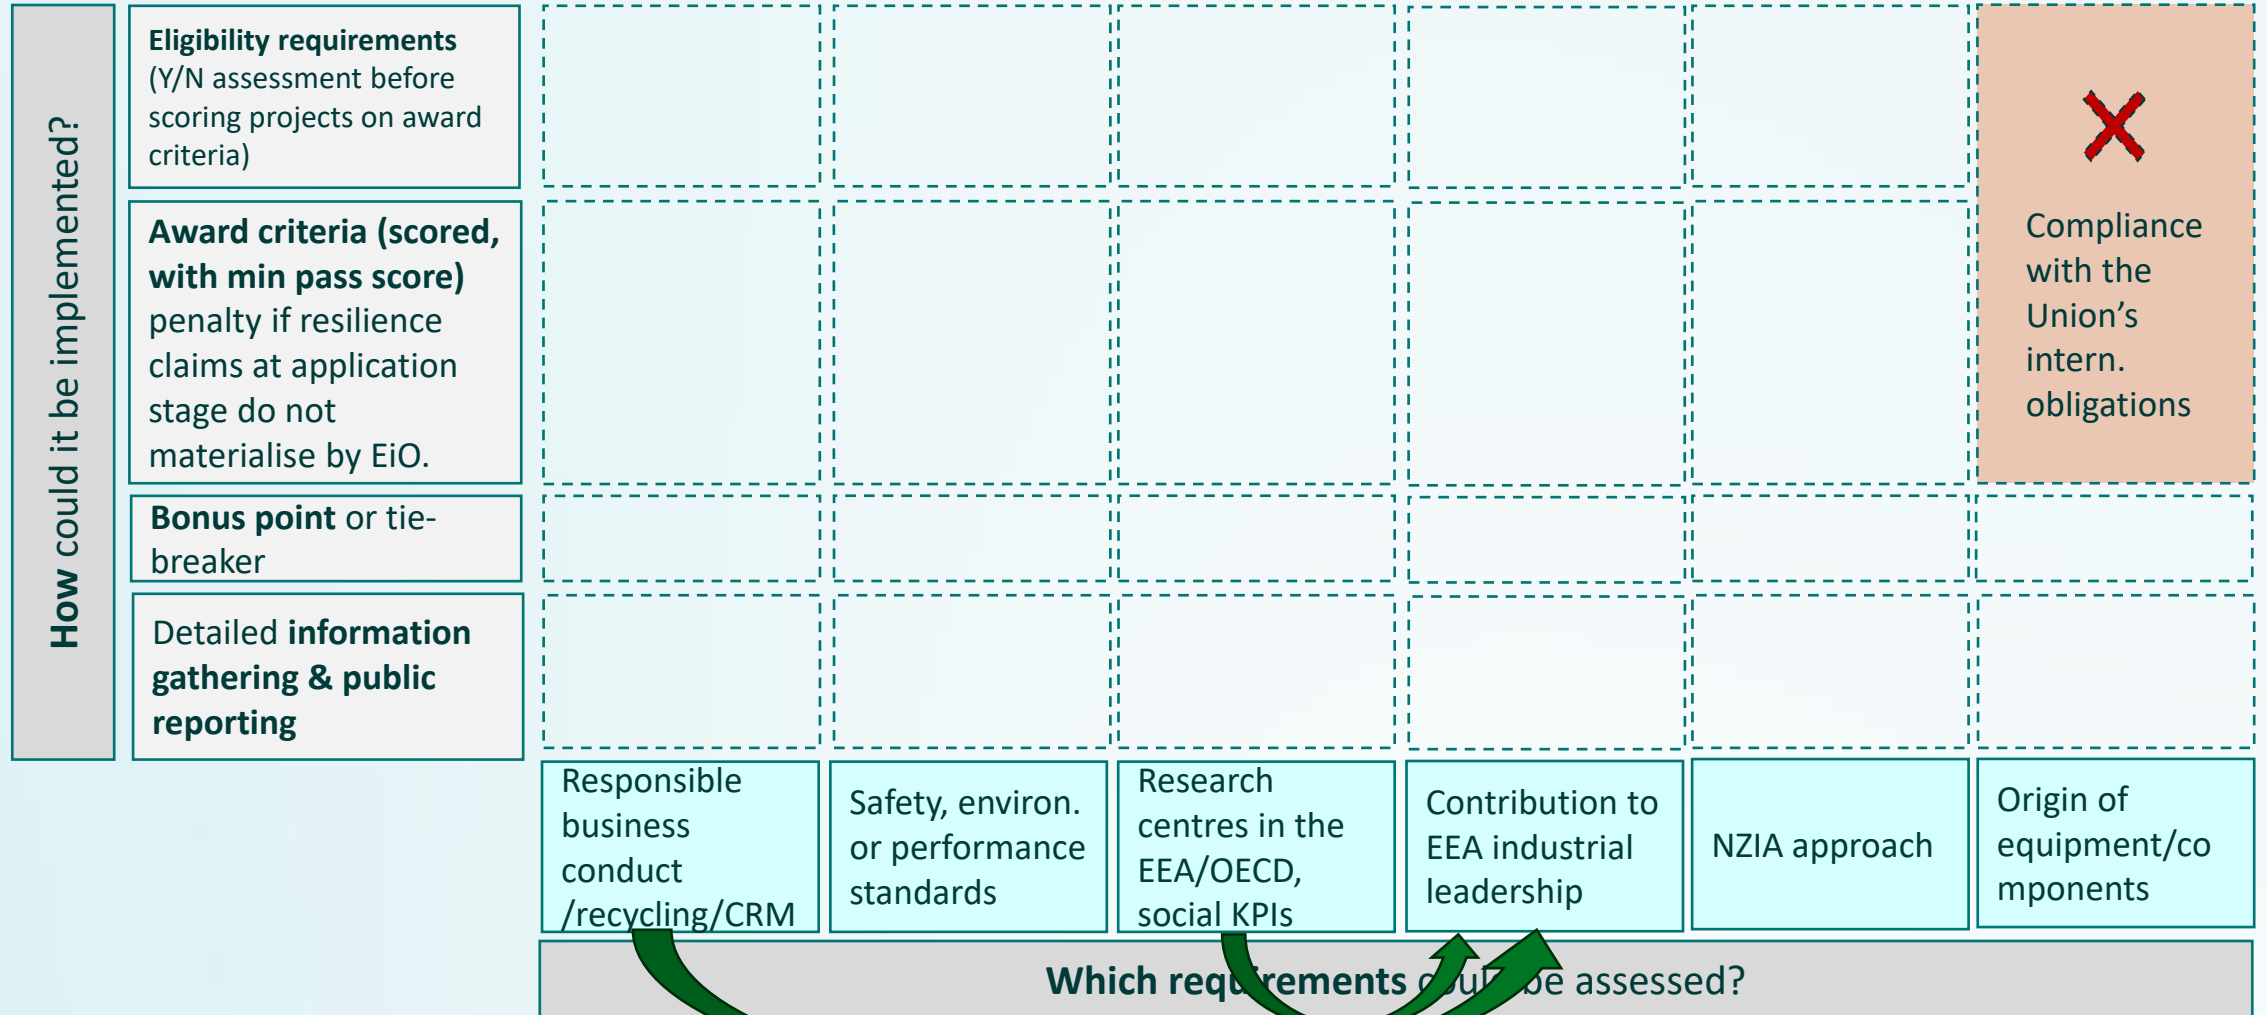 How could it be implemented?
Eligibility requirements
(Y/N assessment before
scoring projects on award
criteria)
Award criteria (scored,
with min pass score)
penalty if resilience
claims at application
stage do not
materialise by EiO.
Bonus point or tie-
breaker
Detailed information
gathering & public
reporting
Compliance
with the
Union’s
intern.
obligations
Responsible
business
conduct
/recycling/CRM
Safety, environ.
or performance
standards
Research
centres in the
EEA/OECD,
social KPIs
Contribution to
EEA industrial
leadership
NZIA approach
Origin of
equipment/co
mponents
Which requirements could be assessed?